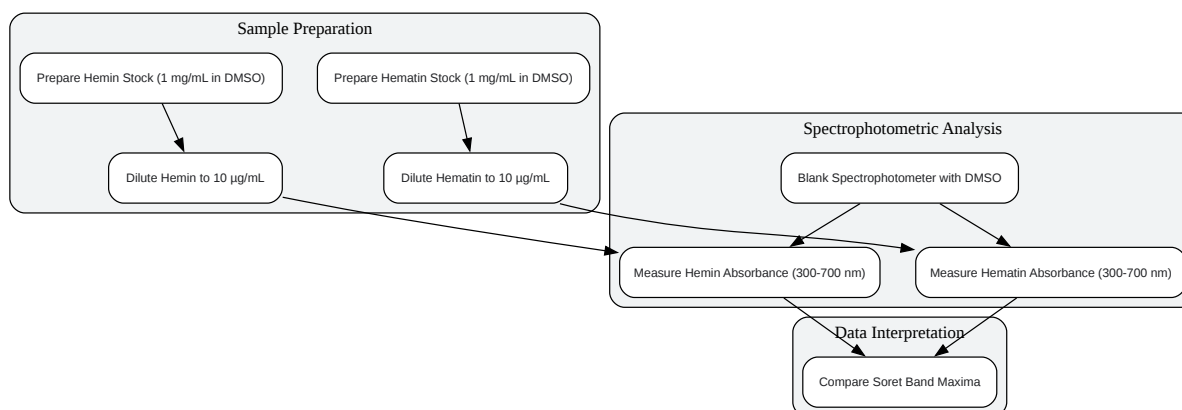 Sample Preparation
Prepare Hemin Stock (1 mg/mL in DMSO)
Prepare Hematin Stock (1 mg/mL in DMSO)
Dilute Hemin to 10 µg/mL
Dilute Hematin to 10 µg/mL
Spectrophotometric Analysis
Blank Spectrophotometer with DMSO
Measure Hemin Absorbance (300-700 nm)
Measure Hematin Absorbance (300-700 nm)
Data Interpretation
Compare Soret Band Maxima